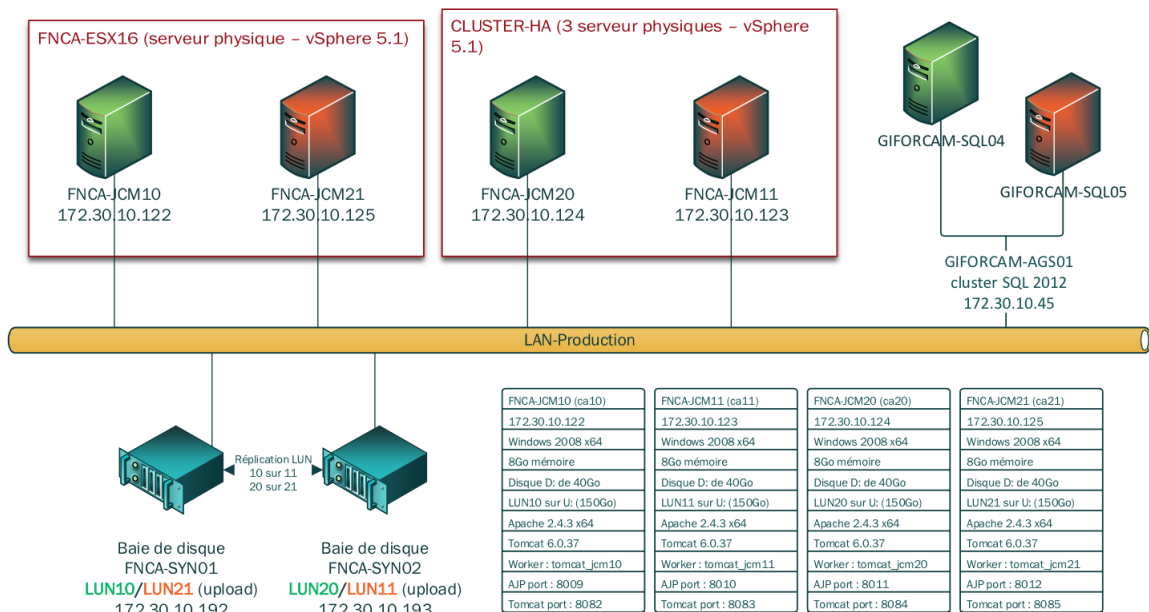 FNCA-ESX16 (serveur physique – vSphere 5.1)
FNCA-JCM10
172.30.10.122
FNCA-JCM21
172.30.10.125
CLUSTER-HA (3 serveur physiques – vSphere
5.1)
FNCA-JCM20
172.30.10.124
FNCA-JCM11
172.30.10.123
GIFORCAM-SQL04
GIFORCAM-SQL05
GIFORCAM-AGS01
cluster SQL 2012
172.30.10.45
LAN-Production
Réplication LUN
10 sur 11
20 sur 21
Baie de disque
FNCA-SYN01
LUN10/LUN21 (upload)
172.30.10.192
Baie de disque
FNCA-SYN02
LUN20/LUN11 (upload)
172.30.10.193
FNCA-JCM10 (ca10)
172.30.10.122
Windows 2008 x64
8Go mémoire
Disque D: de 40Go
LUN10 sur U: (150Go)
Apache 2.4.3 x64
Tomcat 6.0.37
Worker : tomcat_jcm10
AJP port : 8009
Tomcat port : 8082
FNCA-JCM11 (ca11)
172.30.10.123
Windows 2008 x64
8Go mémoire
Disque D: de 40Go
LUN11 sur U: (150Go)
Apache 2.4.3 x64
Tomcat 6.0.37
Worker : tomcat_jcm11
AJP port : 8010
Tomcat port : 8083
FNCA-JCM20 (ca20)
172.30.10.124
Windows 2008 x64
8Go mémoire
Disque D: de 40Go
LUN20 sur U: (150Go)
Apache 2.4.3 x64
Tomcat 6.0.37
Worker : tomcat_jcm20
AJP port : 8011
Tomcat port : 8084
FNCA-JCM21 (ca21)
172.30.10.125
Windows 2008 x64
8Go mémoire
Disque D: de 40Go
LUN21 sur U: (150Go)
Apache 2.4.3 x64
Tomcat 6.0.37
Worker : tomcat_jcm21
AJP port : 8012
Tomcat port : 8085